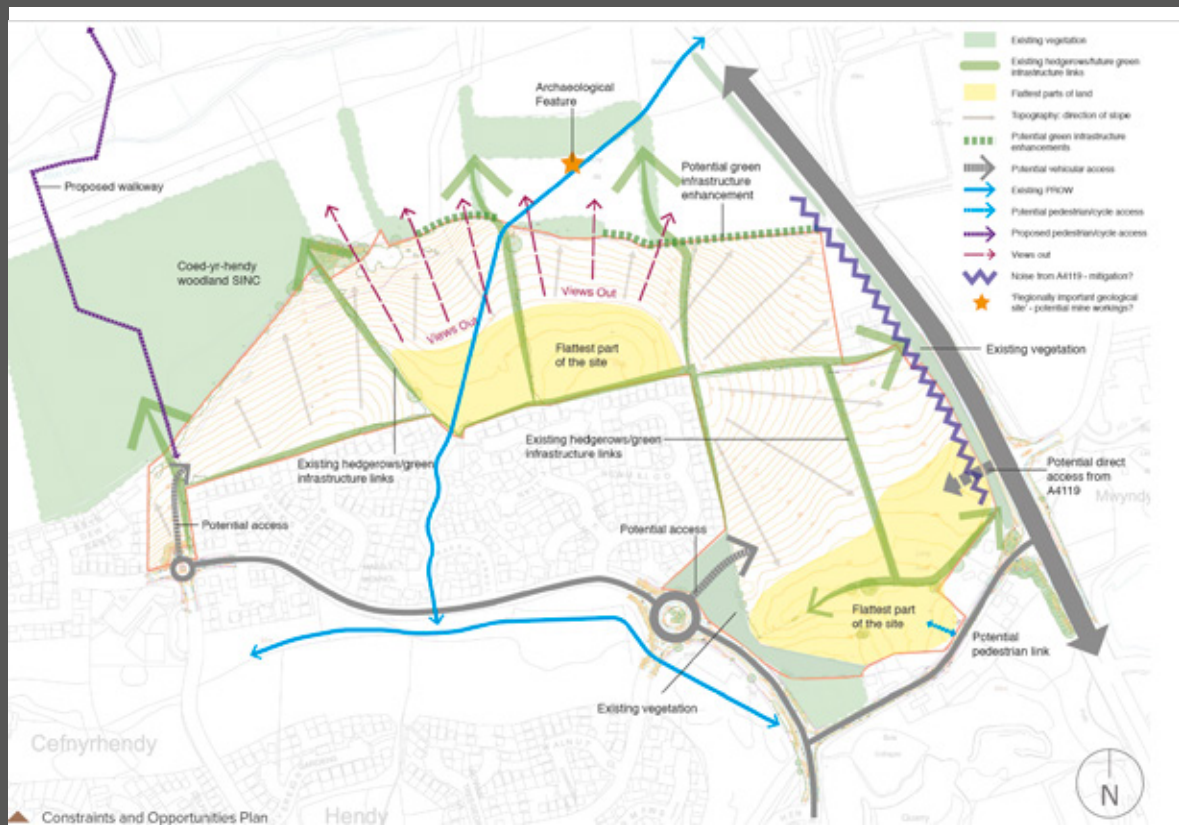 Existing vegetation
Existing hedgerows/future green
infrastructure links
Flattest parts of land
Topography: direction of slope
Potential green infrastructure
enhancements
Potential vehicular access
Existing PROW
Potential pedestrian/cycle access
Proposed pedestrian/cycle access
Views out
Noise from A4119 - mitigation?
'Regionally important geological
site' - potential mine workings?
Archaeological
Feature
Proposed walkway
Potential green
infrastructure
enhancement
Coed-yr-hendy
woodland SINC
Views Out
Views Out
Flattest part
of the site
Existing vegetation
Existing hedgerows/green
infrastructure links
Existing hedgerows/green
infrastructure links
Potential direct
access from
A4119
Mwyndy
Potential access
Potential access
Flattest part
of the site
Potential
pedestrian link
Existing vegetation
Cefnyrhendy
Hendy
Quarry
N
Constraints and Opportunities Plan